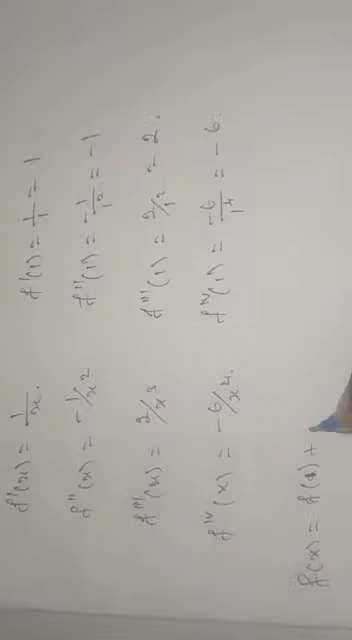 f'(x) = 1/x. f'(1) = 1/1 = 1
f''(x) = -1/x² f''(1) = -1/1² = -1
f'''(x) = 2/x³ f'''(1) = 2/1 = 2.
f^iv(x) = -6/x⁴. f^iv(1) = -6/1⁴ = -6.
f(x) = f(1) +